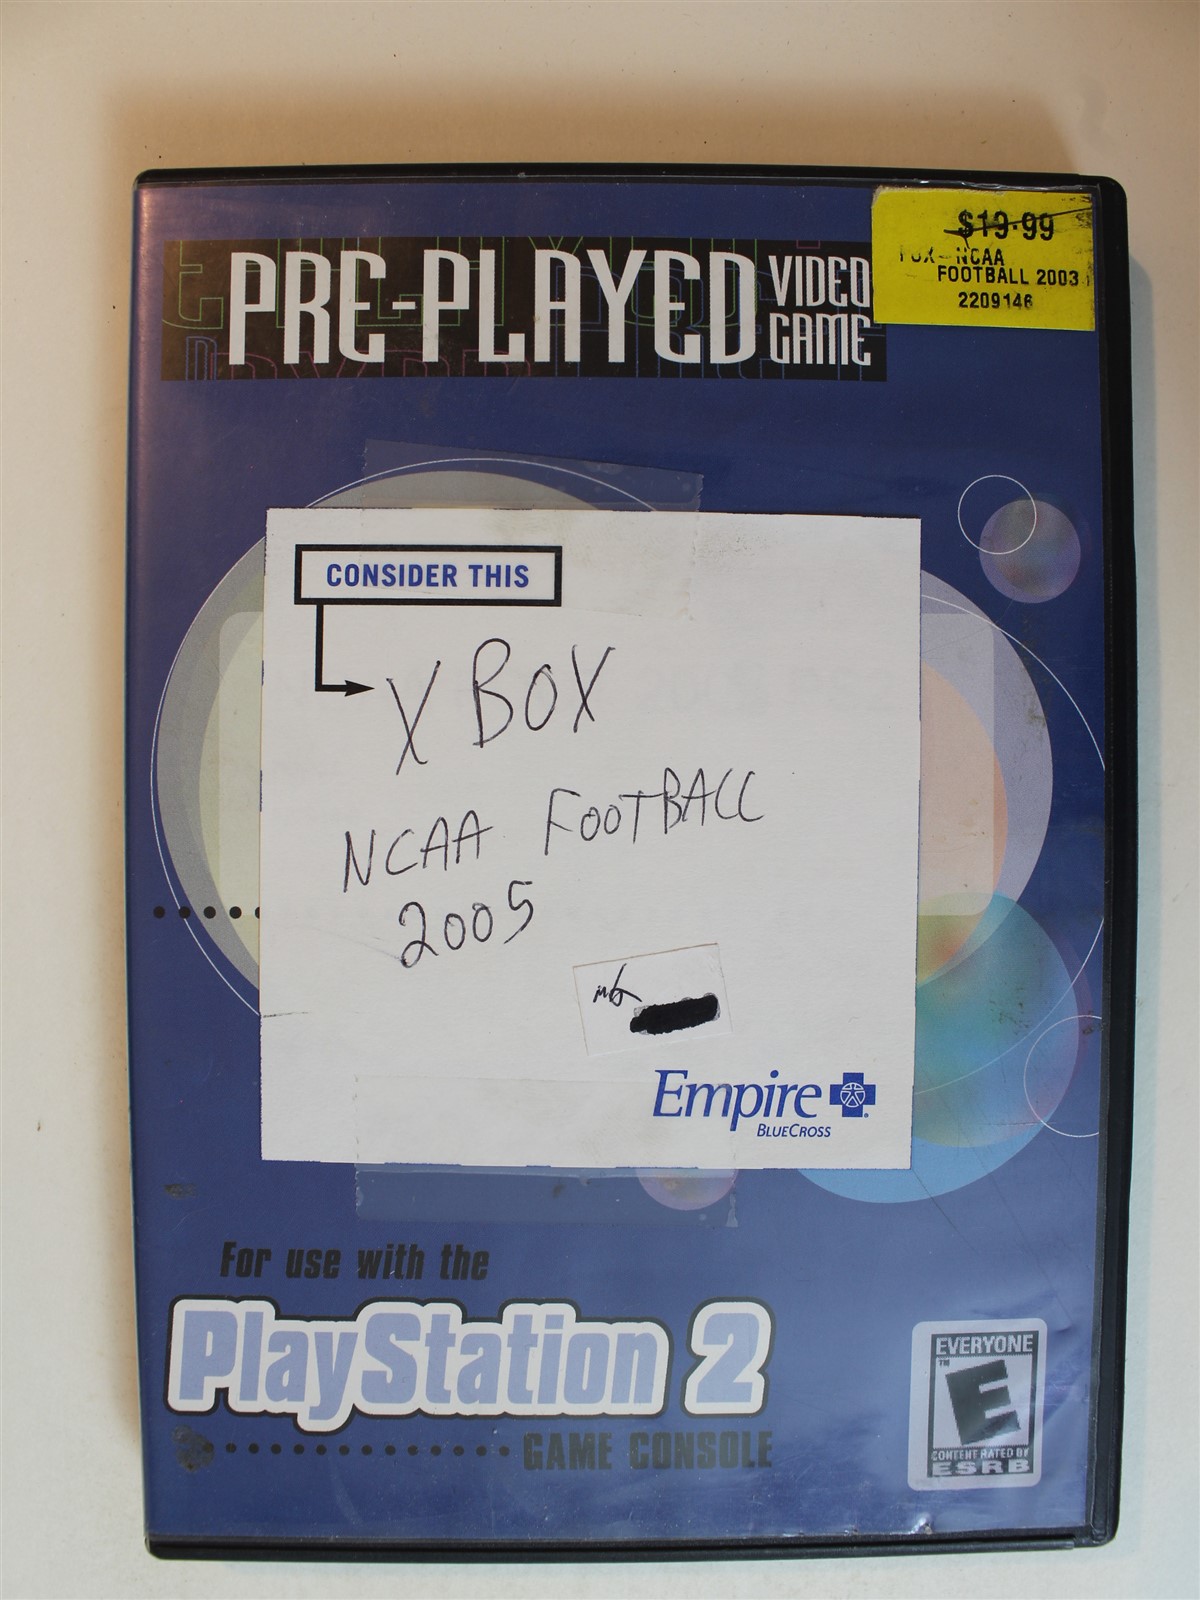 PRE-PLAYED VIDEO GAME
$19.99
NCAA
FOOTBALL 2003
2209146
CONSIDER THIS
X BOX
NCAA FOOTBALL
2005
Empire
BLUECROSS
For use with the
PlayStation 2
GAME CONSOLE
EVERYONE
TM
E
CONTENT RATED BY
ESRB